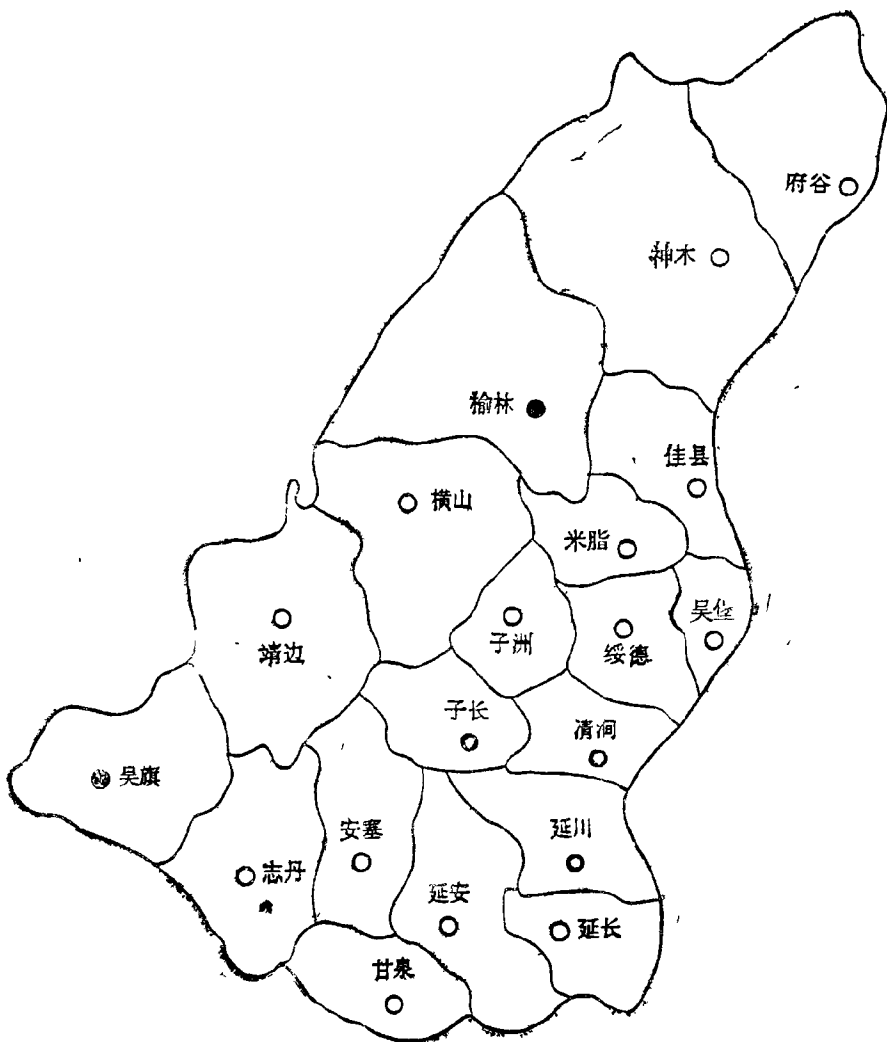 府谷
神木
榆林
佳县
横山
米脂
吴堡
子洲
绥德
靖边
子长
清涧
吴旗
安塞
延川
志丹
延安
延长
甘泉